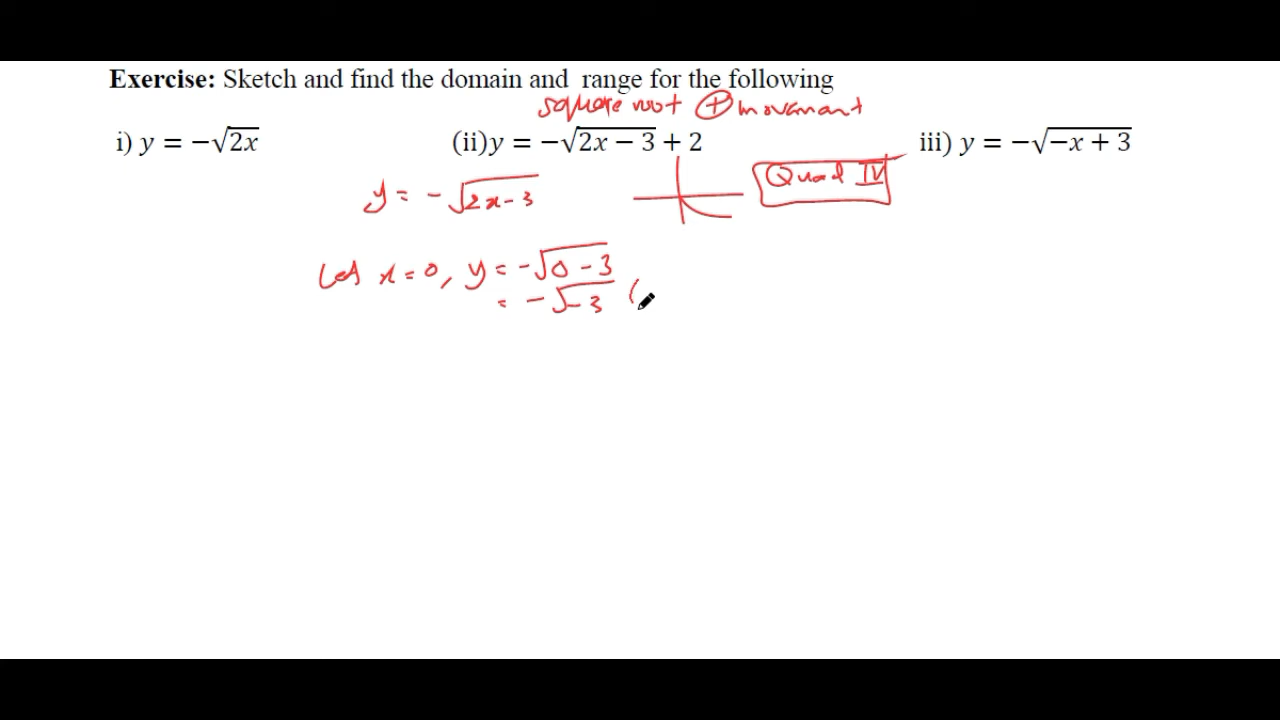 Exercise: Sketch and find the domain and range for the following
square root ⊕ movement
i) y = −√2x (ii)y = −√2x − 3 + 2 iii) y = −√−x + 3
y = -√2x-3 Quad IV
Let x = 0, y = -√0 - 3
= -√-3 (